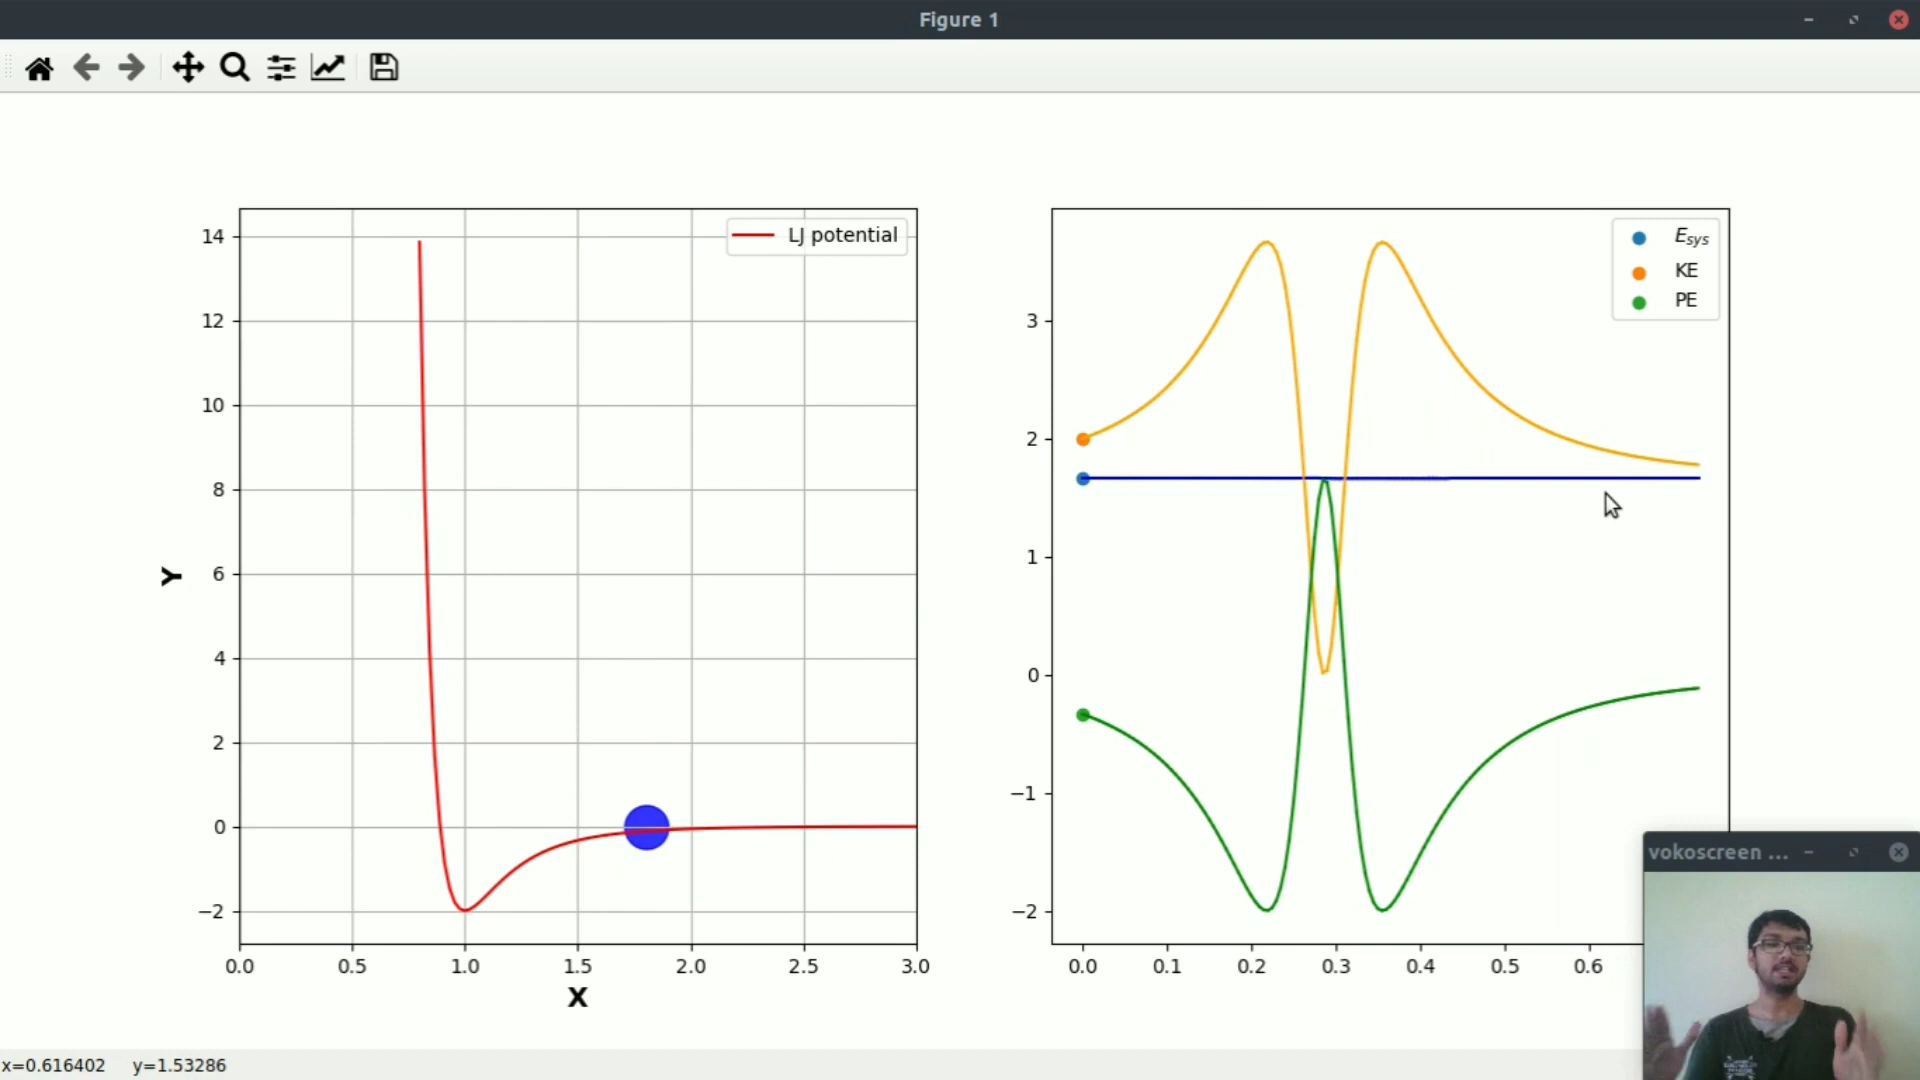 Figure 1
14
12
10
8
6
4
2
0
−2
Y
LJ potential
0.0 0.5 1.0 1.5 2.0 2.5 3.0
X
3
2
1
0
−1
−2
E_sys
KE
PE
0.0 0.1 0.2 0.3 0.4 0.5 0.6
vokoscreen ...
x=0.616402 y=1.53286